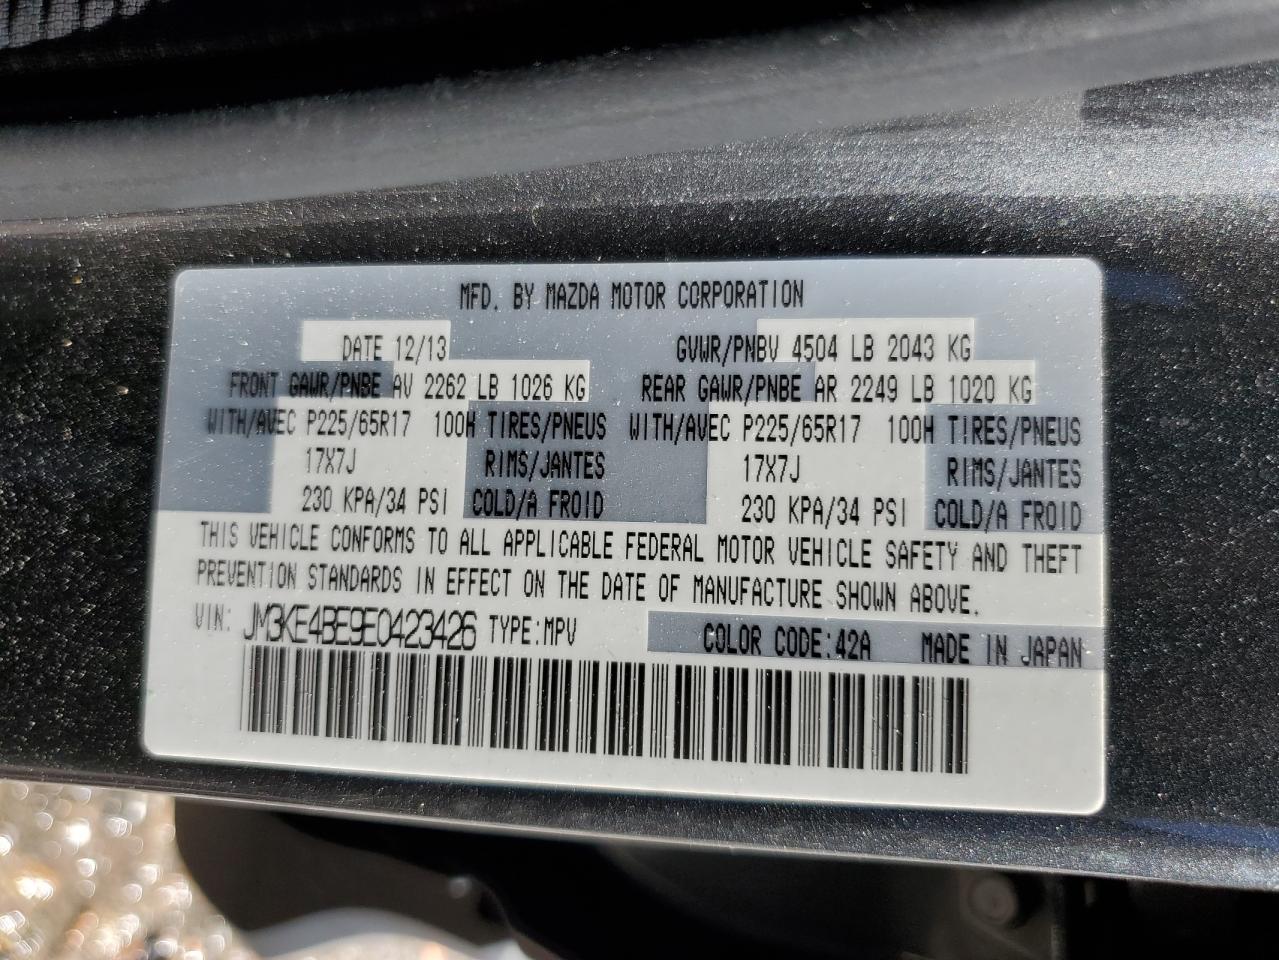 MFD. BY MAZDA MOTOR CORPORATION
DATE 12/13 GVWR/PNBV 4504 LB 2043 KG
FRONT GAWR/PNBE AV 2262 LB 1026 KG REAR GAWR/PNBE AR 2249 LB 1020 KG
WITH/AVEC P225/65R17 100H TIRES/PNEUS WITH/AVEC P225/65R17 100H TIRES/PNEUS
17X7J RIMS/JANTES 17X7J RIMS/JANTES
230 KPA/34 PSI COLD/A FROID 230 KPA/34 PSI COLD/A FROID
THIS VEHICLE CONFORMS TO ALL APPLICABLE FEDERAL MOTOR VEHICLE SAFETY AND THEFT
PREVENTION STANDARDS IN EFFECT ON THE DATE OF MANUFACTURE SHOWN ABOVE.
VIN: JM3KE4BE9E0423426 TYPE:MPV COLOR CODE:42A MADE IN JAPAN